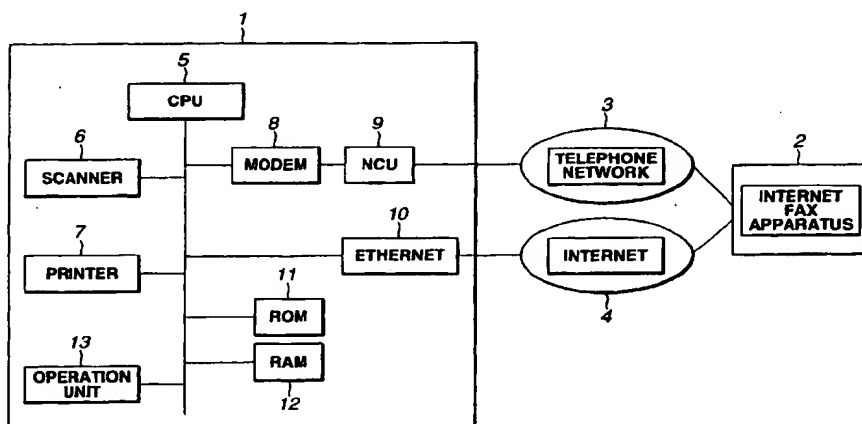 1
5
CPU
6
SCANNER
8
MODEM
9
NCU
3
TELEPHONE
NETWORK
2
INTERNET
FAX
APPARATUS
7
PRINTER
10
ETHERNET
INTERNET
4
11
ROM
13
OPERATION
UNIT
RAM
12